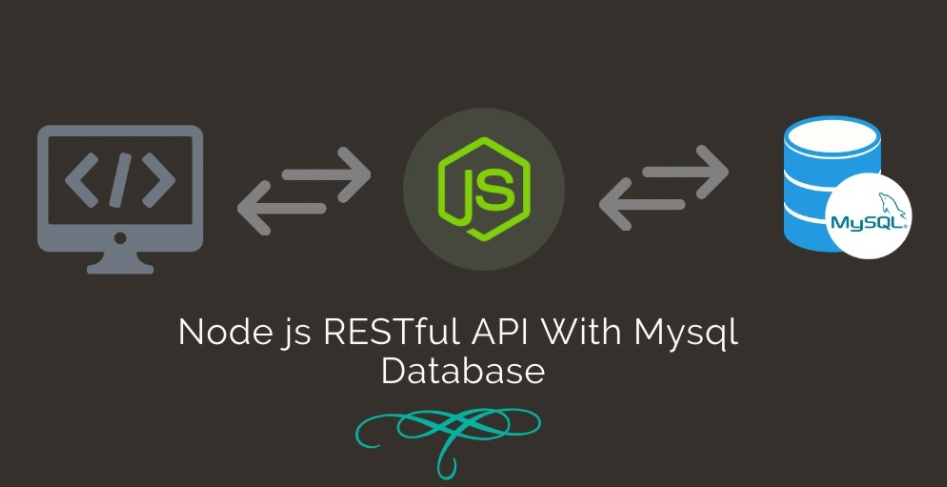 </>
JS
MySQL®
Node js RESTful API With Mysql
Database